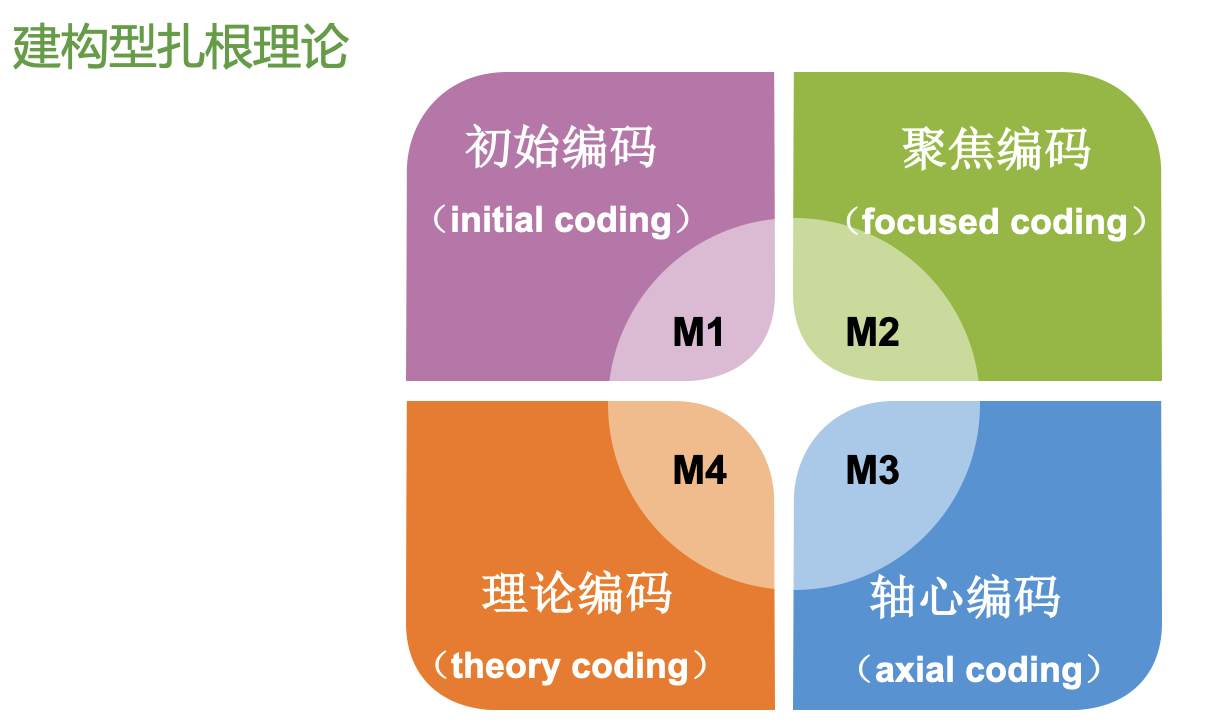 建构型扎根理论
初始编码
（initial coding）
聚焦编码
（focused coding）
M1
M2
M4
M3
理论编码
（theory coding）
轴心编码
（axial coding）